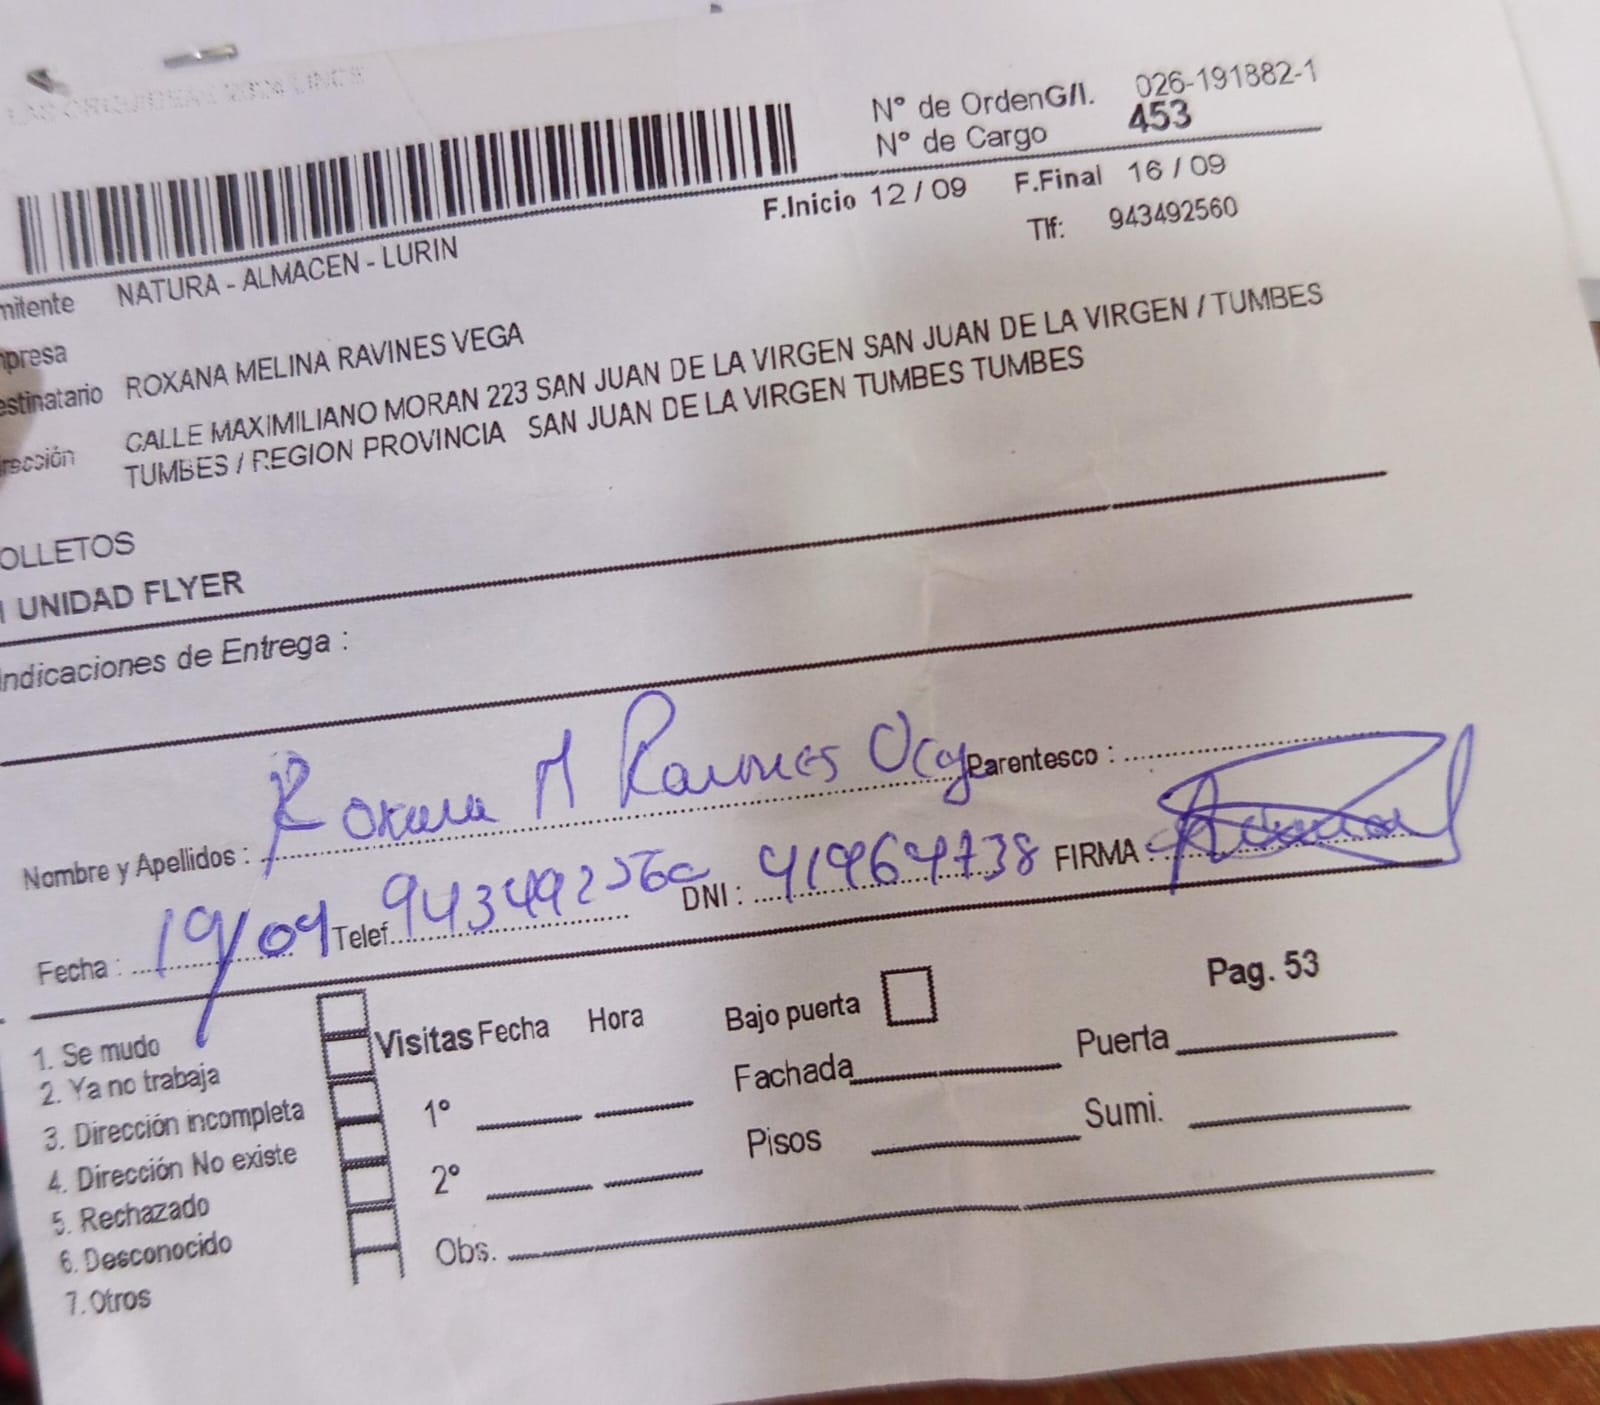 N° de OrdenG/I. 026-191882-1
N° de Cargo 453
F.Inicio 12 / 09 F.Final 16 / 09
Tlf: 943492560
mitente NATURA - ALMACEN - LURIN
mpresa
estinatario ROXANA MELINA RAVINES VEGA
rección CALLE MAXIMILIANO MORAN 223 SAN JUAN DE LA VIRGEN SAN JUAN DE LA VIRGEN / TUMBES
TUMBES / REGION PROVINCIA SAN JUAN DE LA VIRGEN TUMBES TUMBES
OLLETOS
1 UNIDAD FLYER
Indicaciones de Entrega :
Nombre y Apellidos : Roxana M Ravines Parentesco :
Fecha : 19/09 Telef. 943492560 DNI : 41964738 FIRMA :
Pag. 53
1. Se mudo
2. Ya no trabaja
3. Dirección incompleta
4. Dirección No existe
5. Rechazado
6. Desconocido
7. Otros
Visitas Fecha Hora
1°
2°
Obs.
Bajo puerta
Fachada Puerta
Pisos Sumi.